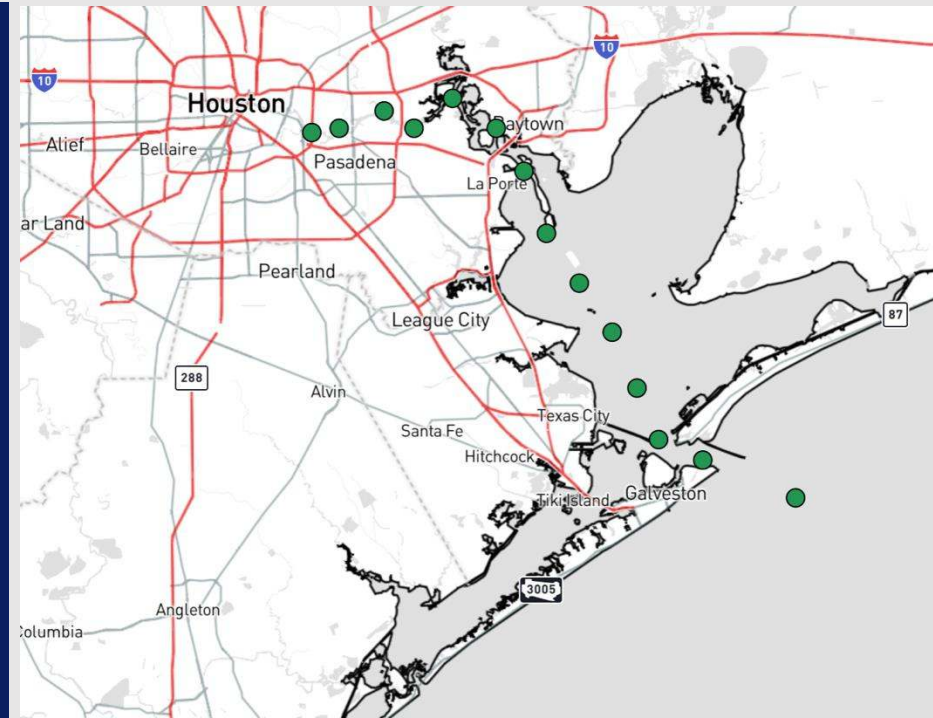 10
10
Houston
Baytown
Alief
Bellaire
Pasadena
La Porte
ar Land
Pearland
League City
87
288
Alvin
Texas City
Santa Fe
Hitchcock
Tiki Island
Galveston
3005
Angleton
Columbia